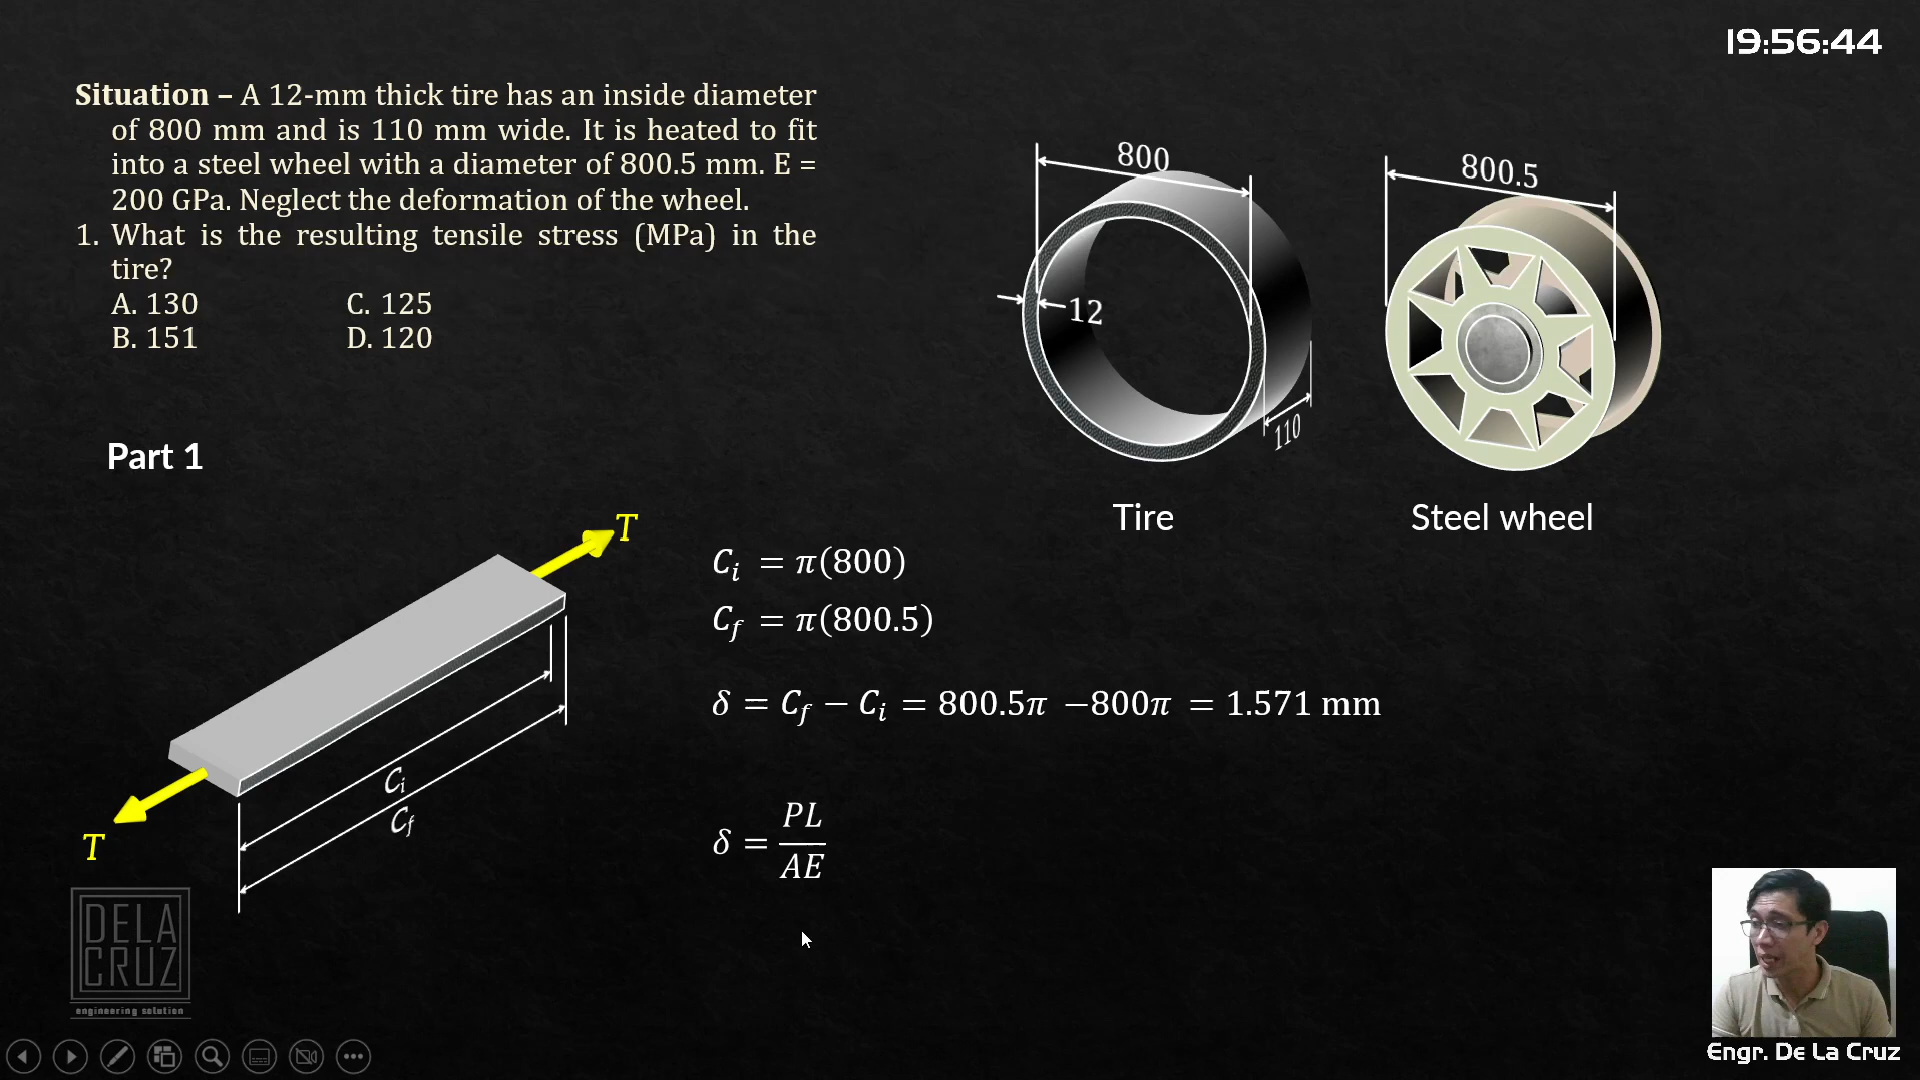 19:56:44
Situation – A 12-mm thick tire has an inside diameter
of 800 mm and is 110 mm wide. It is heated to fit
into a steel wheel with a diameter of 800.5 mm. E =
200 GPa. Neglect the deformation of the wheel.
1. What is the resulting tensile stress (MPa) in the
tire?
A. 130 C. 125
B. 151 D. 120
800
12
110
Tire
800.5
Steel wheel
Part 1
T
T
C_i
C_f
C_i = π(800)
C_f = π(800.5)
δ = C_f − C_i = 800.5π −800π = 1.571 mm
δ = PL/AE
DELA
CRUZ
engineering solution
Engr. De La Cruz